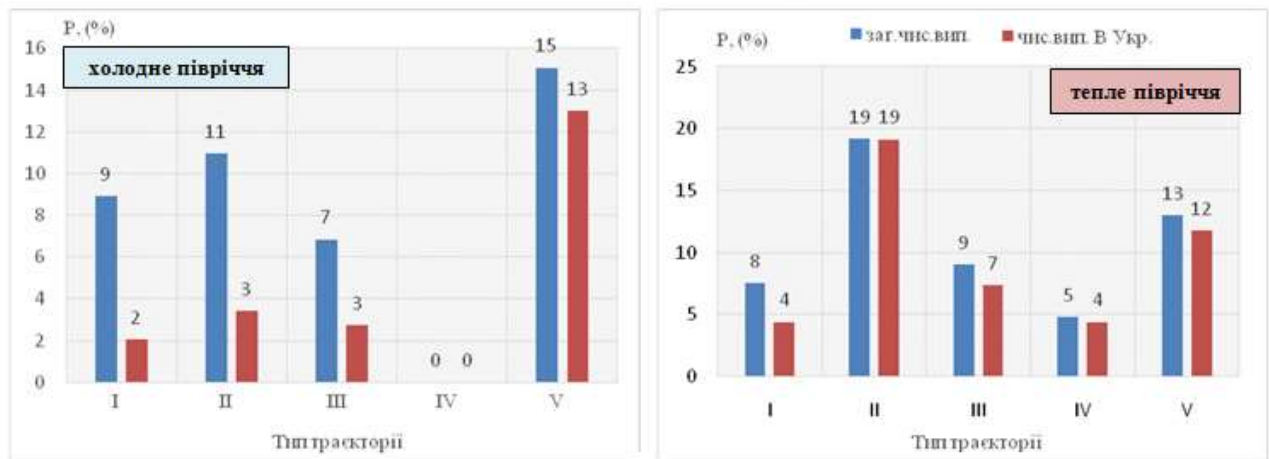 P, (%)
холодне півріччя
16
14
12
10
8
6
4
2
0
9
2
11
3
7
3
0
0
15
13
I
II
III
IV
V
Тип траєкторії
P, (%)
заг.чис.вип.
чис.вип. В Укр.
тепле півріччя
25
20
15
10
5
0
8
4
19
19
9
7
5
4
13
12
I
II
III
IV
V
Тип траєкторії